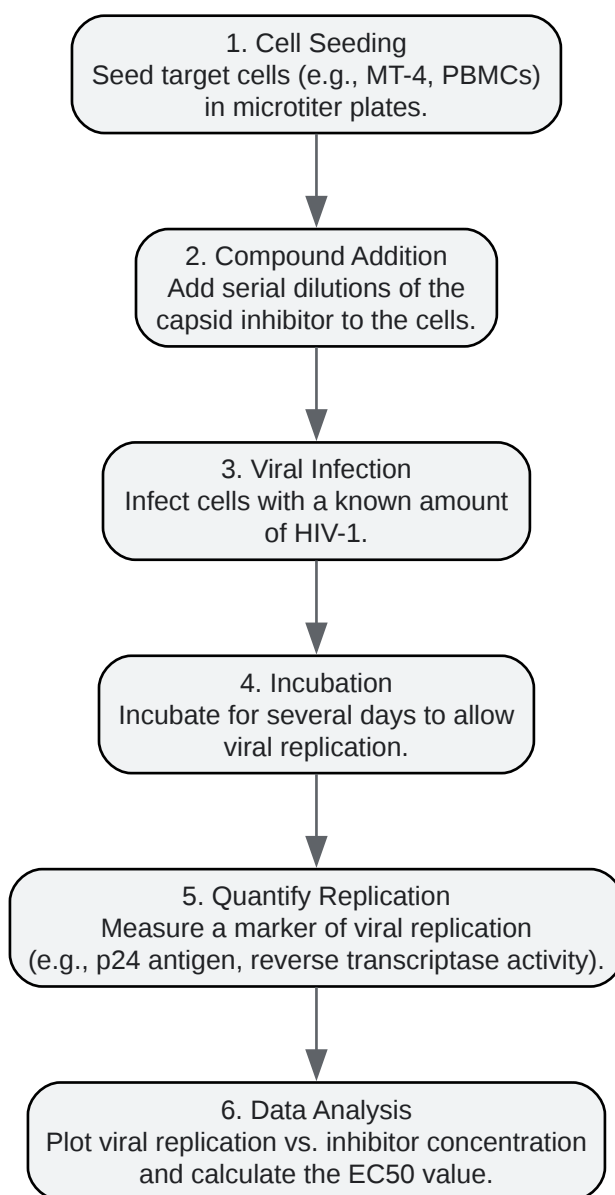 1. Cell Seeding
Seed target cells (e.g., MT-4, PBMCs)
in microtiter plates.
2. Compound Addition
Add serial dilutions of the
capsid inhibitor to the cells.
3. Viral Infection
Infect cells with a known amount
of HIV-1.
4. Incubation
Incubate for several days to allow
viral replication.
5. Quantify Replication
Measure a marker of viral replication
(e.g., p24 antigen, reverse transcriptase activity).
6. Data Analysis
Plot viral replication vs. inhibitor concentration
and calculate the EC50 value.